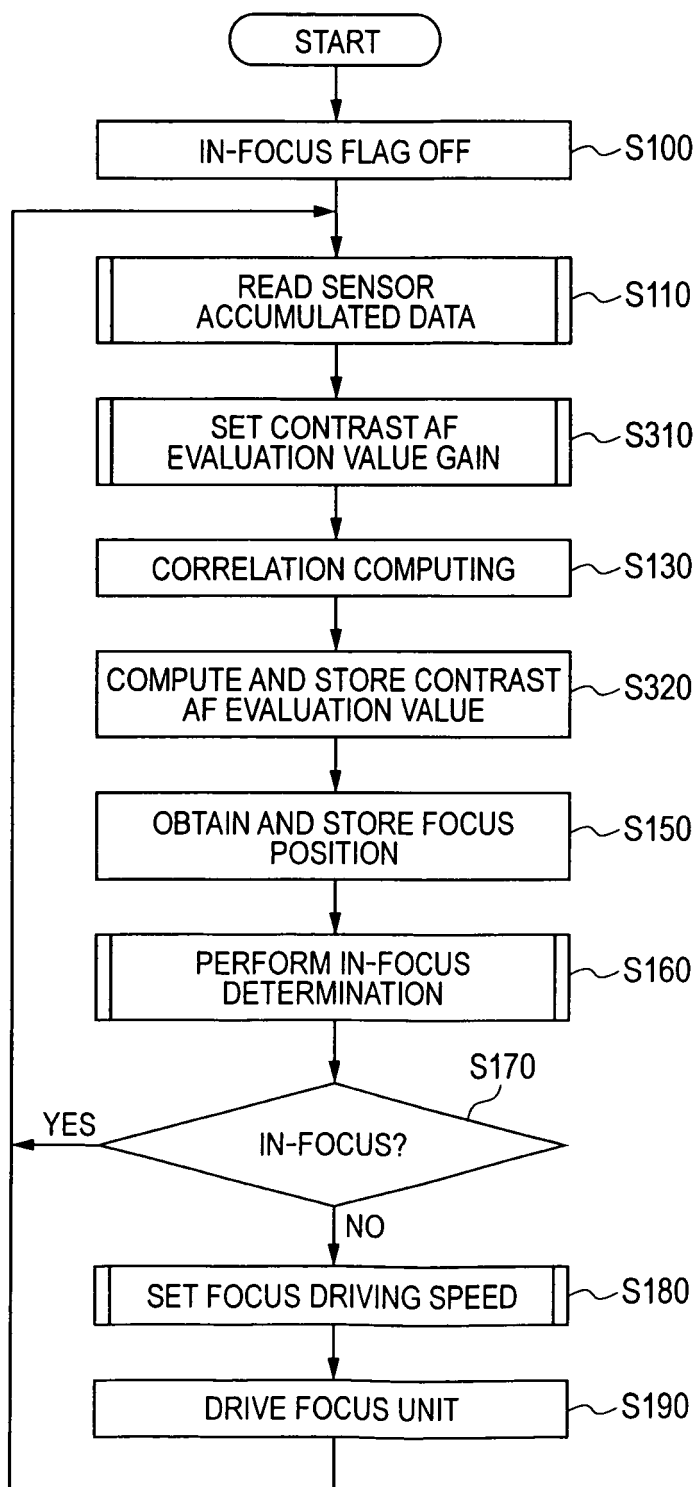 START
IN-FOCUS FLAG OFF
S100
READ SENSOR
ACCUMULATED DATA
S110
SET CONTRAST AF
EVALUATION VALUE GAIN
S310
CORRELATION COMPUTING
S130
COMPUTE AND STORE CONTRAST
AF EVALUATION VALUE
S320
OBTAIN AND STORE FOCUS
POSITION
S150
PERFORM IN-FOCUS
DETERMINATION
S160
S170
YES
IN-FOCUS?
NO
SET FOCUS DRIVING SPEED
S180
DRIVE FOCUS UNIT
S190